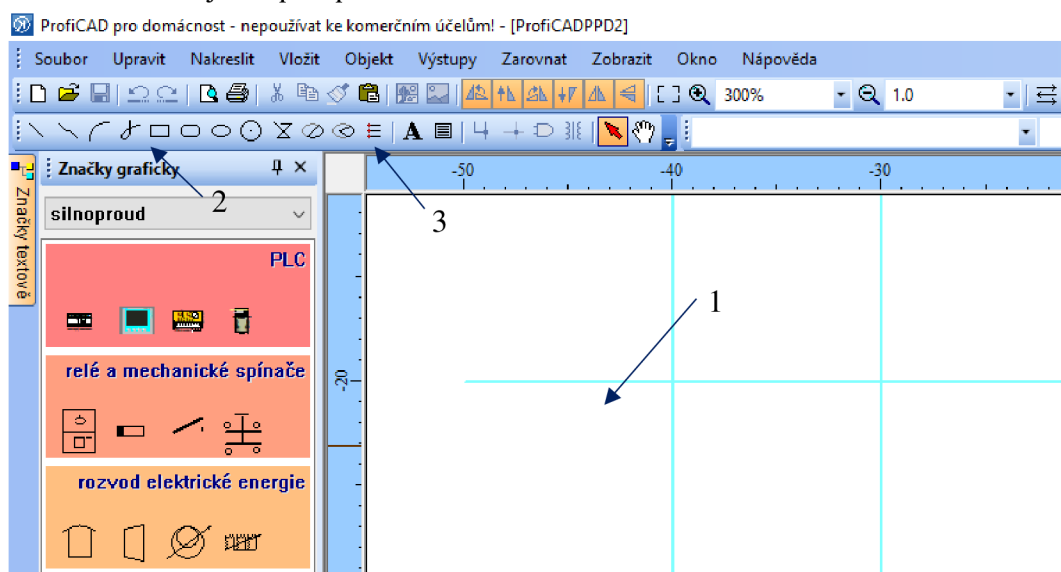 ProfiCAD pro domácnost - nepoužívat ke komerčním účelům! - [ProfiCADPPD2]
Soubor Upravit Nakreslit Vložit Objekt Výstupy Zarovnat Zobrazit Okno Nápověda
300% 1.0
A
Značky graficky
-50 -40 -30
Značky textově
silnoproud
2
3
PLC
1
relé a mechanické spínače
-20
rozvod elektrické energie